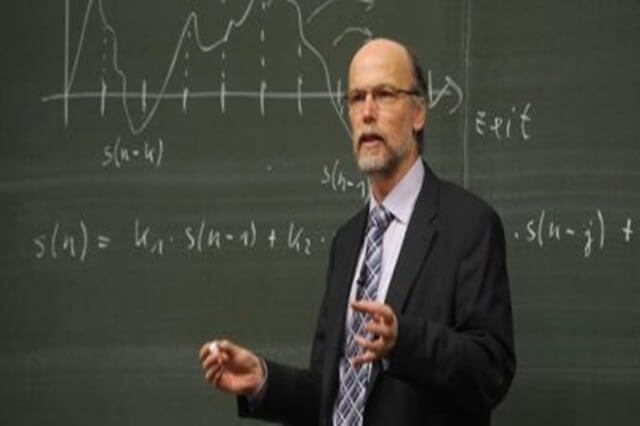 Zeit
s(n-k)
s(n-1)
s(n) = k₁ · s(n-1) + k₂ · · s(n-j) +